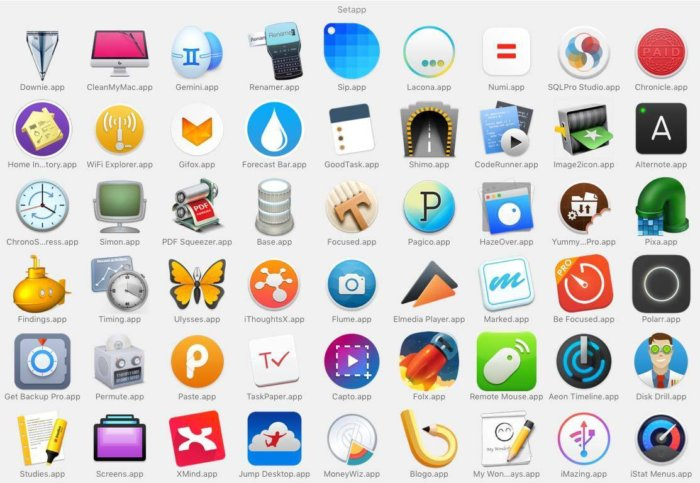 Setapp
Downie.app CleanMyMac.app Gemini.app Renamer.app Sip.app Lacona.app Numi.app SQLPro Studio.app Chronicle.app
Home In...tory.app WiFi Explorer.app Gifox.app Forecast Bar.app GoodTask.app Shimo.app CodeRunner.app Image2icon.app Alternote.app
ChronoS...ress.app Simon.app PDF Squeezer.app Base.app Focused.app Pagico.app HazeOver.app Yummy...Pro.app Pixa.app
Findings.app Timing.app Ulysses.app iThoughtsX.app Flume.app Elmedia Player.app Marked.app Be Focused.app Polarr.app
Get Backup Pro.app Permute.app Paste.app TaskPaper.app Capto.app Folx.app Remote Mouse.app Aeon Timeline.app Disk Drill.app
Studies.app Screens.app XMind.app Jump Desktop.app MoneyWiz.app Blogo.app My Won...ays.app iMazing.app iStat Menus.app
PAID
A
PDF
P
PRO